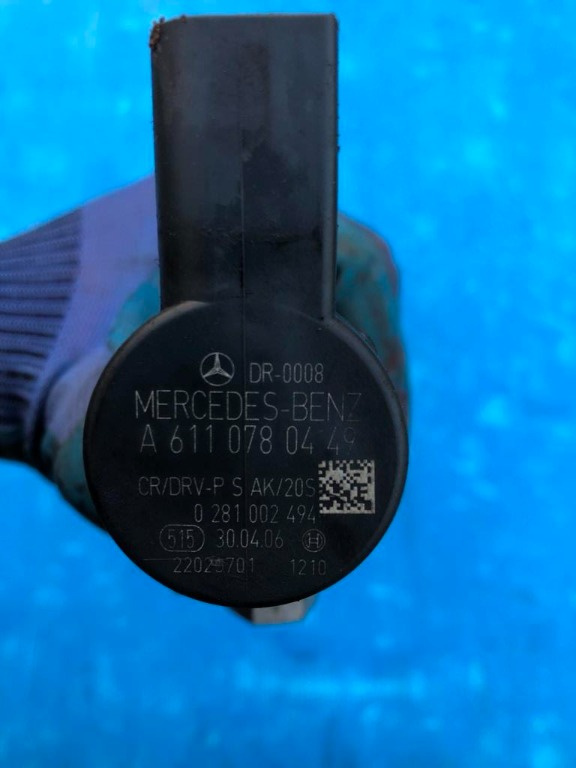 DR-0008
MERCEDES-BENZ
A 611 078 04 49
CR/DRV-P S AK/20S
0 281 002 494
515 30.04.06
1210